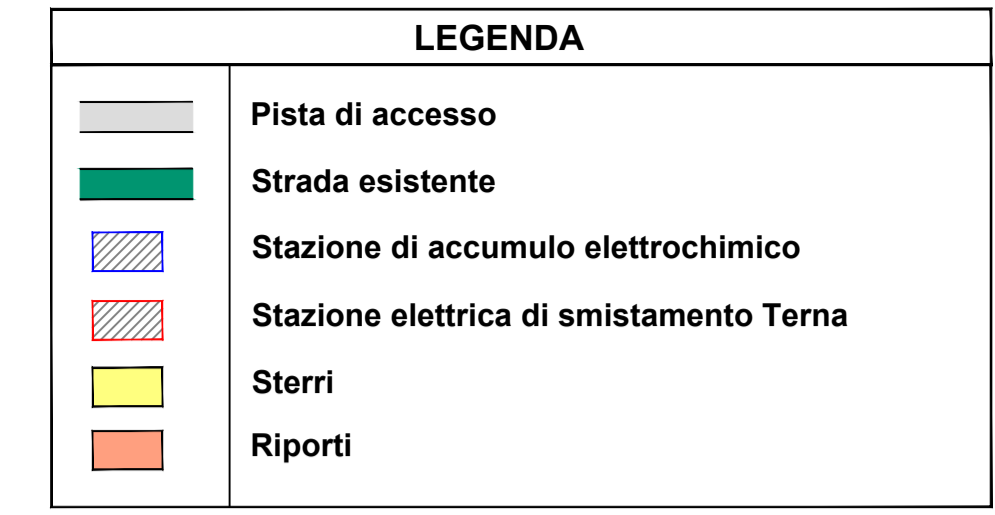 LEGENDA
Pista di accesso
Strada esistente
Stazione di accumulo elettrochimico
Stazione elettrica di smistamento Terna
Sterri
Riporti